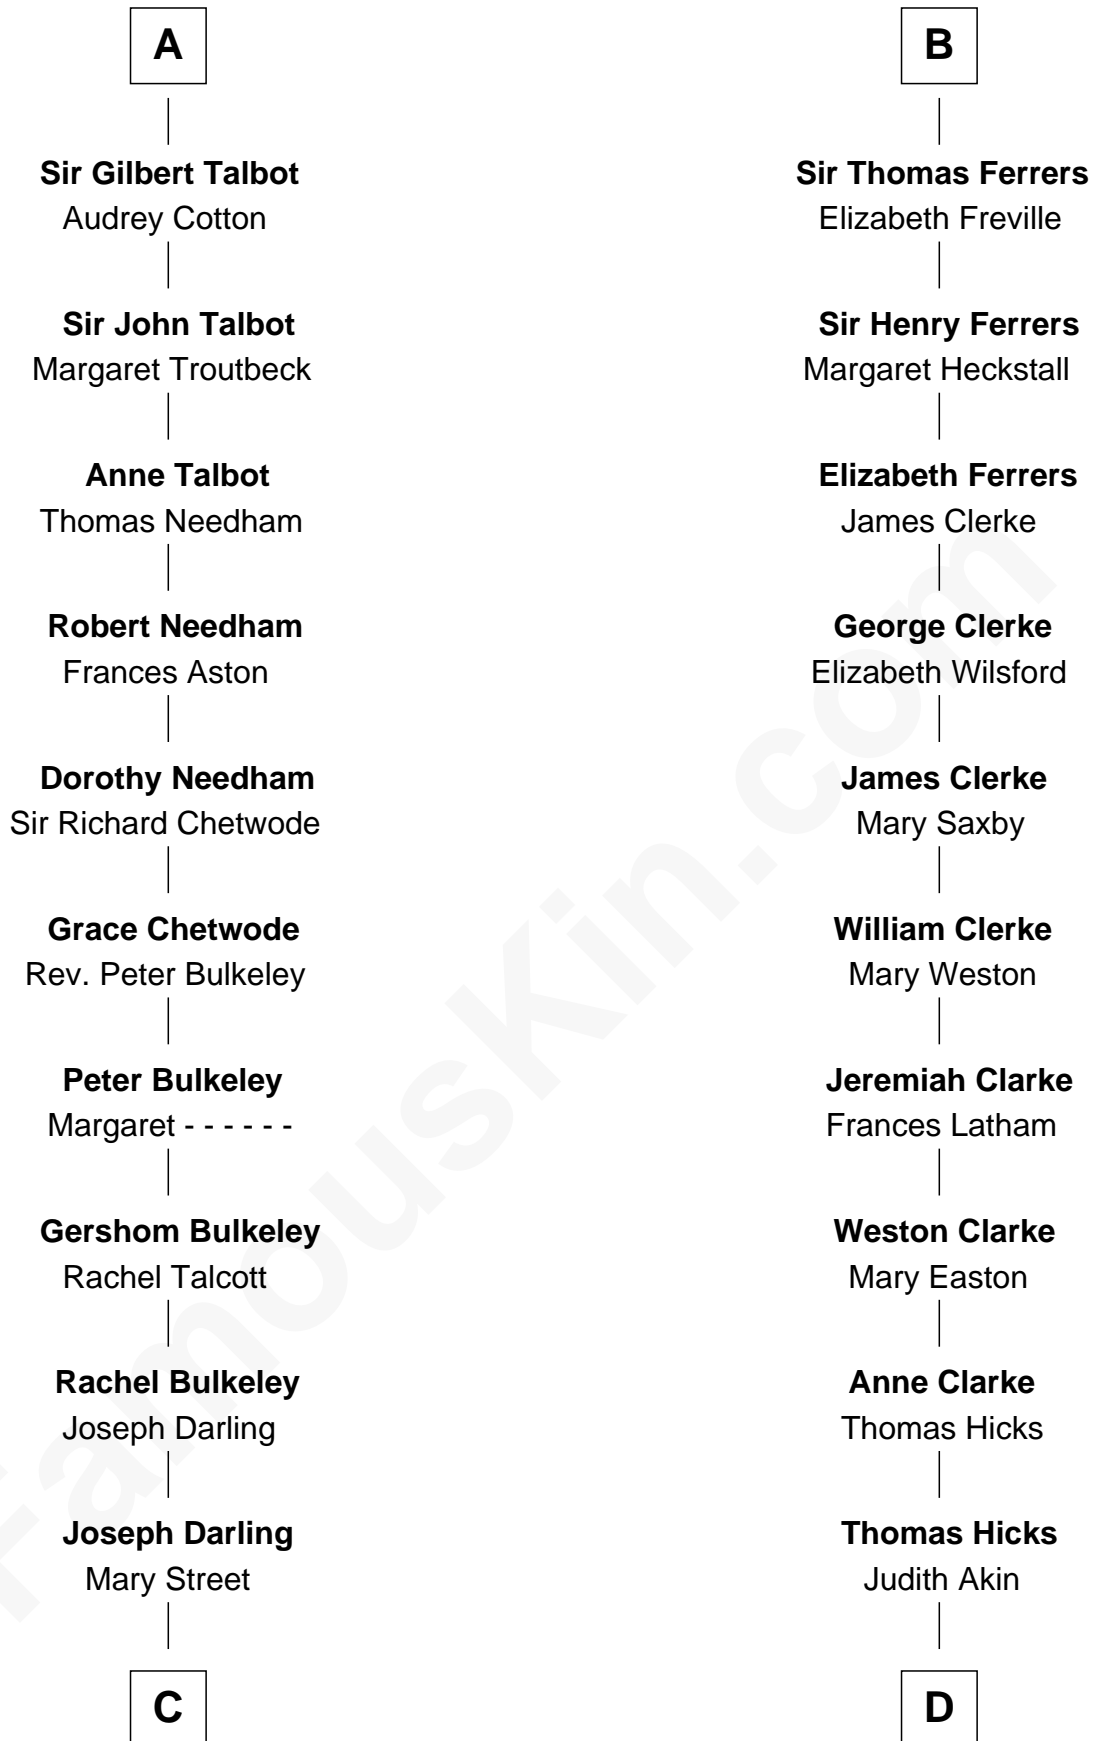 A
Sir Gilbert Talbot
Audrey Cotton
Sir John Talbot
Margaret Troutbeck
Anne Talbot
Thomas Needham
Robert Needham
Frances Aston
Dorothy Needham
Sir Richard Chetwode
Grace Chetwode
Rev. Peter Bulkeley
Peter Bulkeley
Margaret - - - - - -
Gershom Bulkeley
Rachel Talcott
Rachel Bulkeley
Joseph Darling
Joseph Darling
Mary Street
C
B
Sir Thomas Ferrers
Elizabeth Freville
Sir Henry Ferrers
Margaret Heckstall
Elizabeth Ferrers
James Clerke
George Clerke
Elizabeth Wilsford
James Clerke
Mary Saxby
William Clerke
Mary Weston
Jeremiah Clarke
Frances Latham
Weston Clarke
Mary Easton
Anne Clarke
Thomas Hicks
Thomas Hicks
Judith Akin
D
FamousKin.com